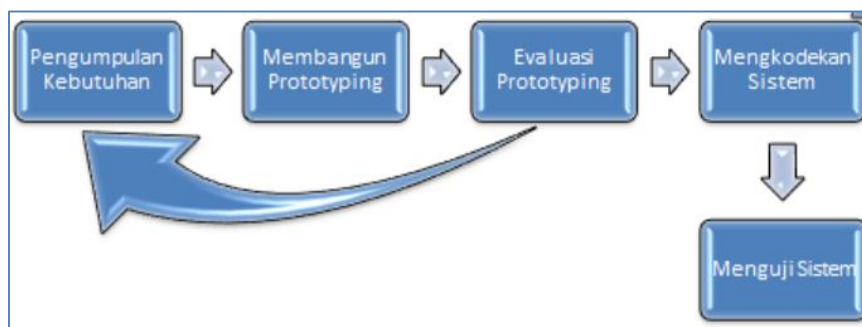 Pengumpulan
Kebutuhan
Membangun
Prototyping
Evaluasi
Prototyping
Mengkodekan
Sistem
Menguji Sistem